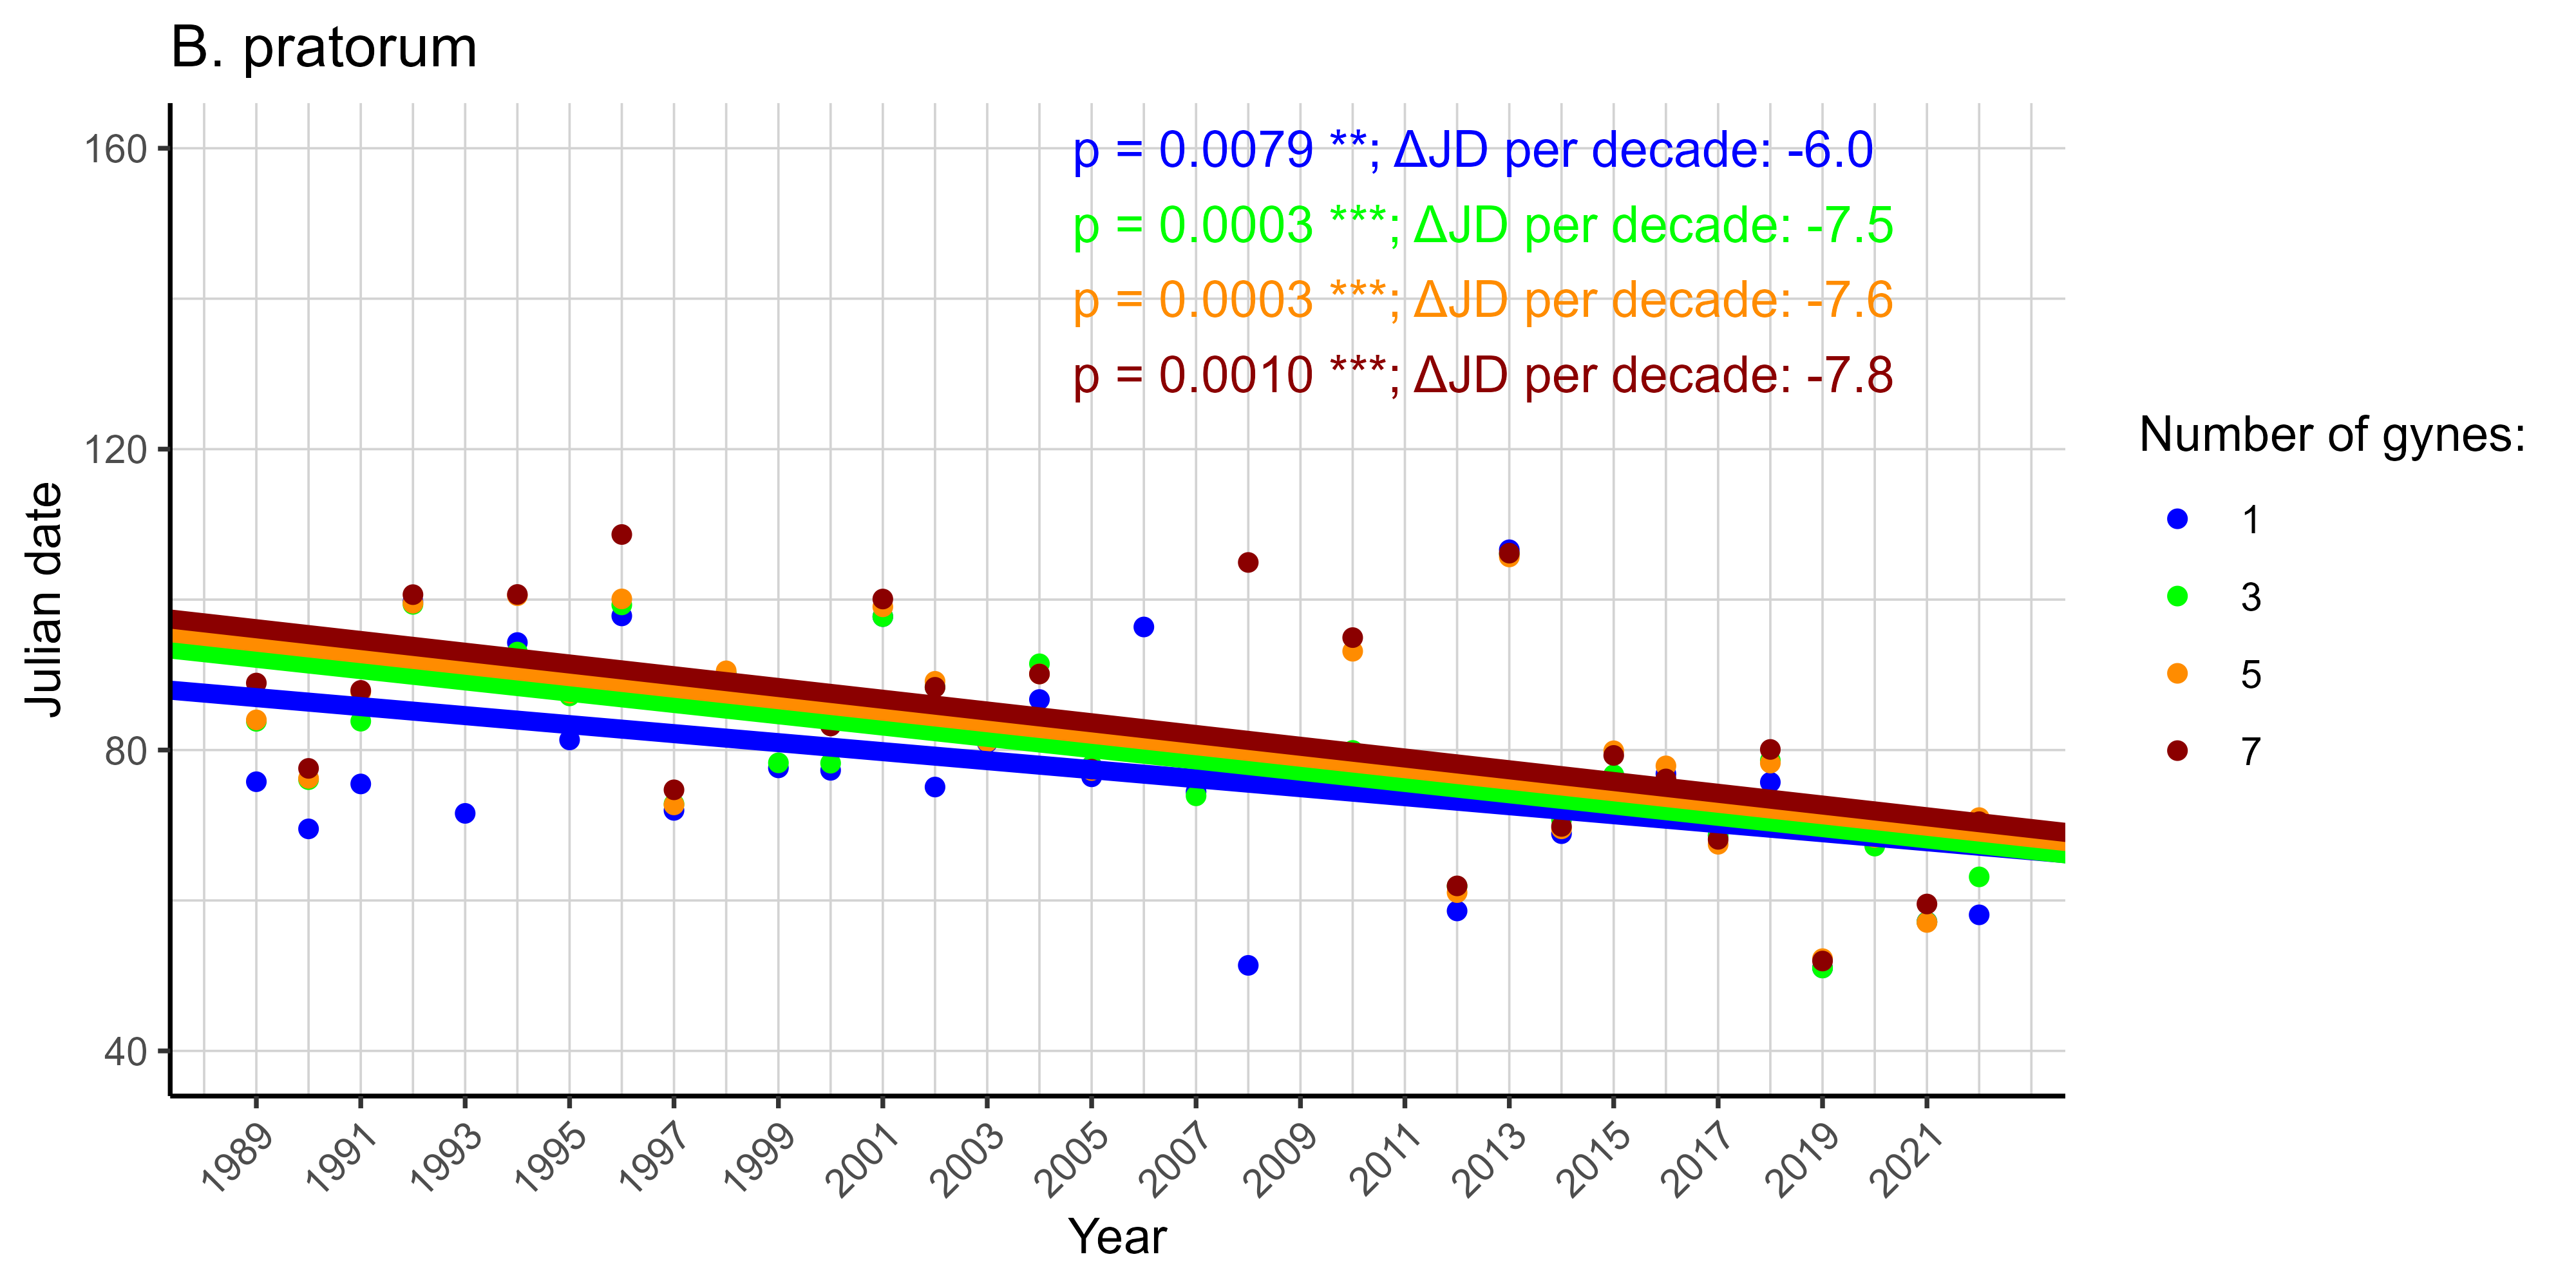 B. pratorum
p = 0.0079 **; ΔJD per decade: -6.0
p = 0.0003 ***; ΔJD per decade: -7.5
p = 0.0003 ***; ΔJD per decade: -7.6
p = 0.0010 ***; ΔJD per decade: -7.8
160
120
80
40
Julian date
1989 1991 1993 1995 1997 1999 2001 2003 2005 2007 2009 2011 2013 2015 2017 2019 2021
Year
Number of gynes:
1
3
5
7